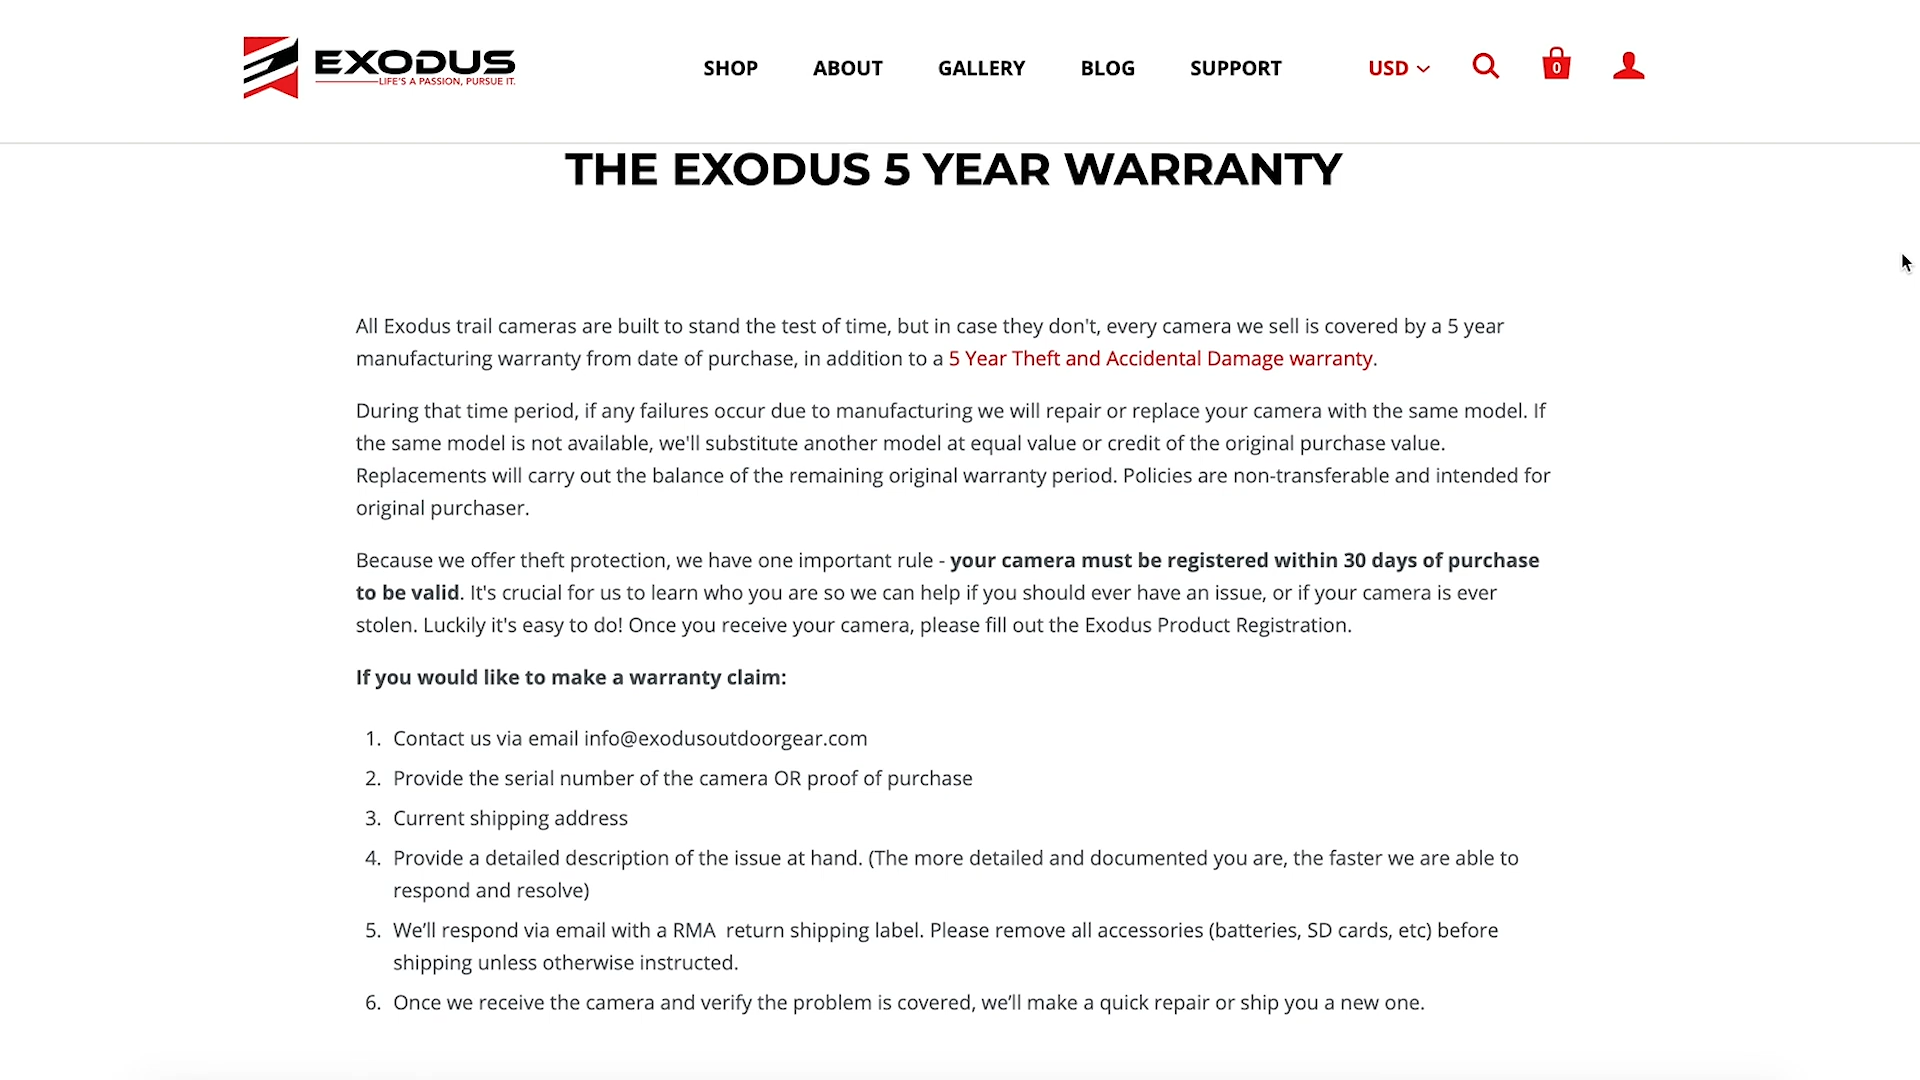 EXODUS
LIFE'S A PASSION, PURSUE IT.
SHOP ABOUT GALLERY BLOG SUPPORT USD 0
THE EXODUS 5 YEAR WARRANTY
All Exodus trail cameras are built to stand the test of time, but in case they don't, every camera we sell is covered by a 5 year
manufacturing warranty from date of purchase, in addition to a 5 Year Theft and Accidental Damage warranty.
During that time period, if any failures occur due to manufacturing we will repair or replace your camera with the same model. If
the same model is not available, we'll substitute another model at equal value or credit of the original purchase value.
Replacements will carry out the balance of the remaining original warranty period. Policies are non-transferable and intended for
original purchaser.
Because we offer theft protection, we have one important rule - your camera must be registered within 30 days of purchase
to be valid. It's crucial for us to learn who you are so we can help if you should ever have an issue, or if your camera is ever
stolen. Luckily it's easy to do! Once you receive your camera, please fill out the Exodus Product Registration.
If you would like to make a warranty claim:
1. Contact us via email info@exodusoutdoorgear.com
2. Provide the serial number of the camera OR proof of purchase
3. Current shipping address
4. Provide a detailed description of the issue at hand. (The more detailed and documented you are, the faster we are able to
respond and resolve)
5. We’ll respond via email with a RMA  return shipping label. Please remove all accessories (batteries, SD cards, etc) before
shipping unless otherwise instructed.
6. Once we receive the camera and verify the problem is covered, we’ll make a quick repair or ship you a new one.